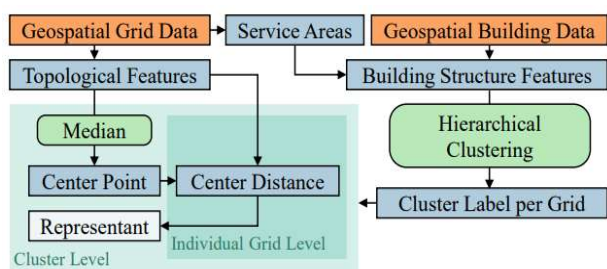 Geospatial Grid Data
Service Areas
Geospatial Building Data
Topological Features
Building Structure Features
Median
Hierarchical
Clustering
Center Point
Center Distance
Cluster Label per Grid
Representant
Individual Grid Level
Cluster Level